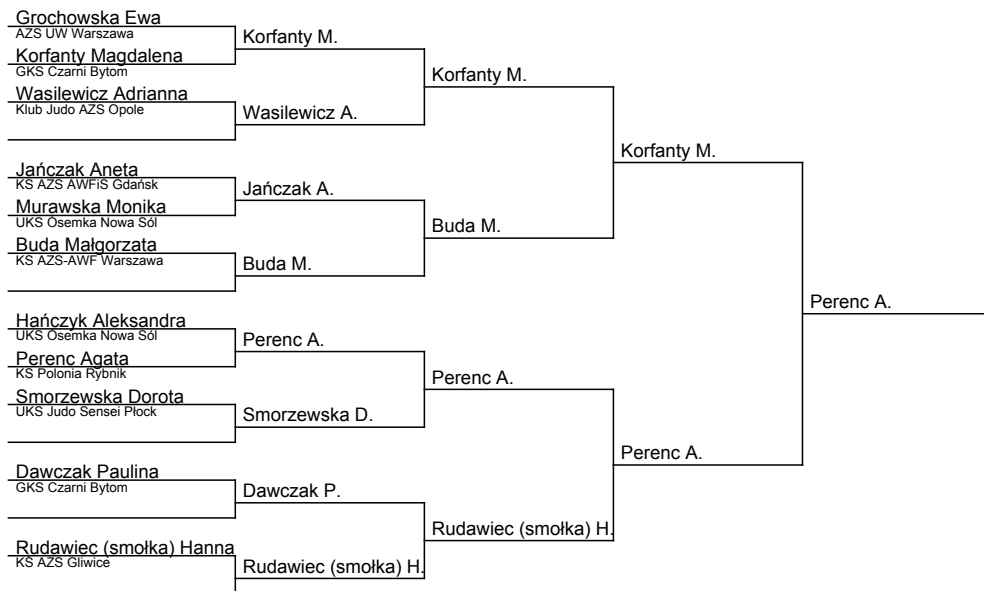 Grochowska Ewa
AZS UW Warszawa
Korfanty M.
Korfanty Magdalena
GKS Czarni Bytom
Korfanty M.
Wasilewicz Adrianna
Klub Judo AZS Opole
Wasilewicz A.
Korfanty M.
Jańczak Aneta
KS AZS AWFiS Gdańsk
Jańczak A.
Murawska Monika
UKS Ósemka Nowa Sól
Buda M.
Buda Małgorzata
KS AZS-AWF Warszawa
Buda M.
Perenc A.
Hańczyk Aleksandra
UKS Ósemka Nowa Sól
Perenc A.
Perenc Agata
KS Polonia Rybnik
Perenc A.
Smorzewska Dorota
UKS Judo Sensei Płock
Smorzewska D.
Perenc A.
Dawczak Paulina
GKS Czarni Bytom
Dawczak P.
Rudawiec (smołka) H.
Rudawiec (smołka) Hanna
KS AZS Gliwice
Rudawiec (smołka) H.